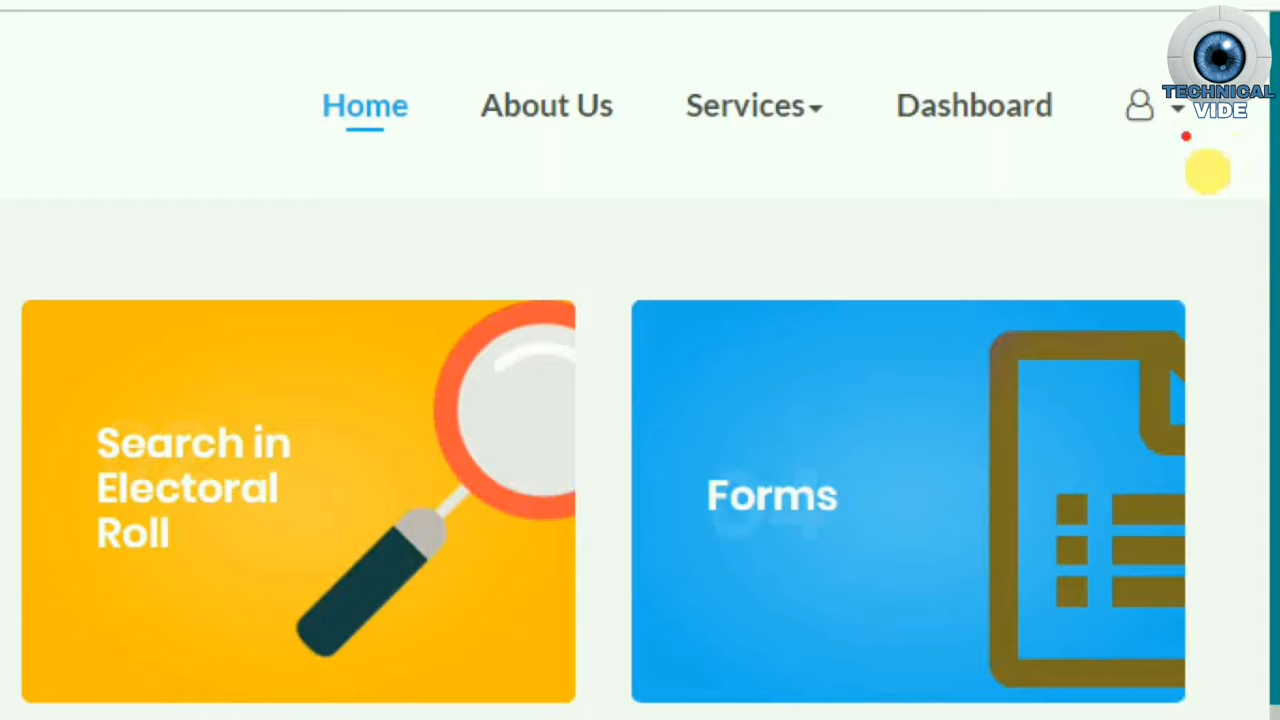 Home About Us Services Dashboard
TECHNICAL
VIDE
Search in
Electoral
Roll
Forms